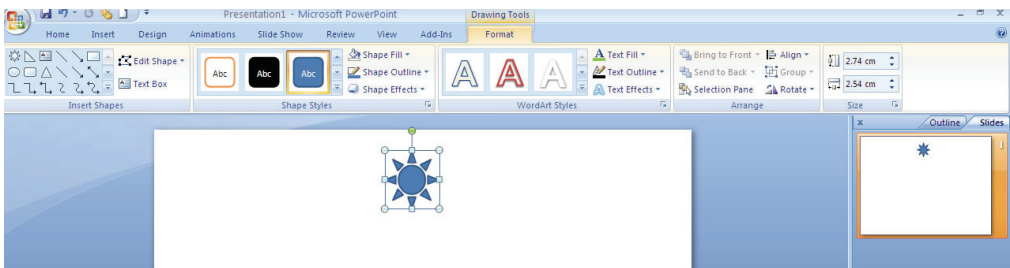 Presentation1 - Microsoft PowerPoint
Drawing Tools
Home Insert Design Animations Slide Show Review View Add-Ins Format
Edit Shape
Text Box
Insert Shapes
Abc Abc Abc
Shape Fill
Shape Outline
Shape Effects
Shape Styles
A A A
Text Fill
Text Outline
Text Effects
WordArt Styles
Bring to Front
Send to Back
Selection Pane
Align
Group
Rotate
Arrange
2.74 cm
2.54 cm
Size
Outline Slides
1